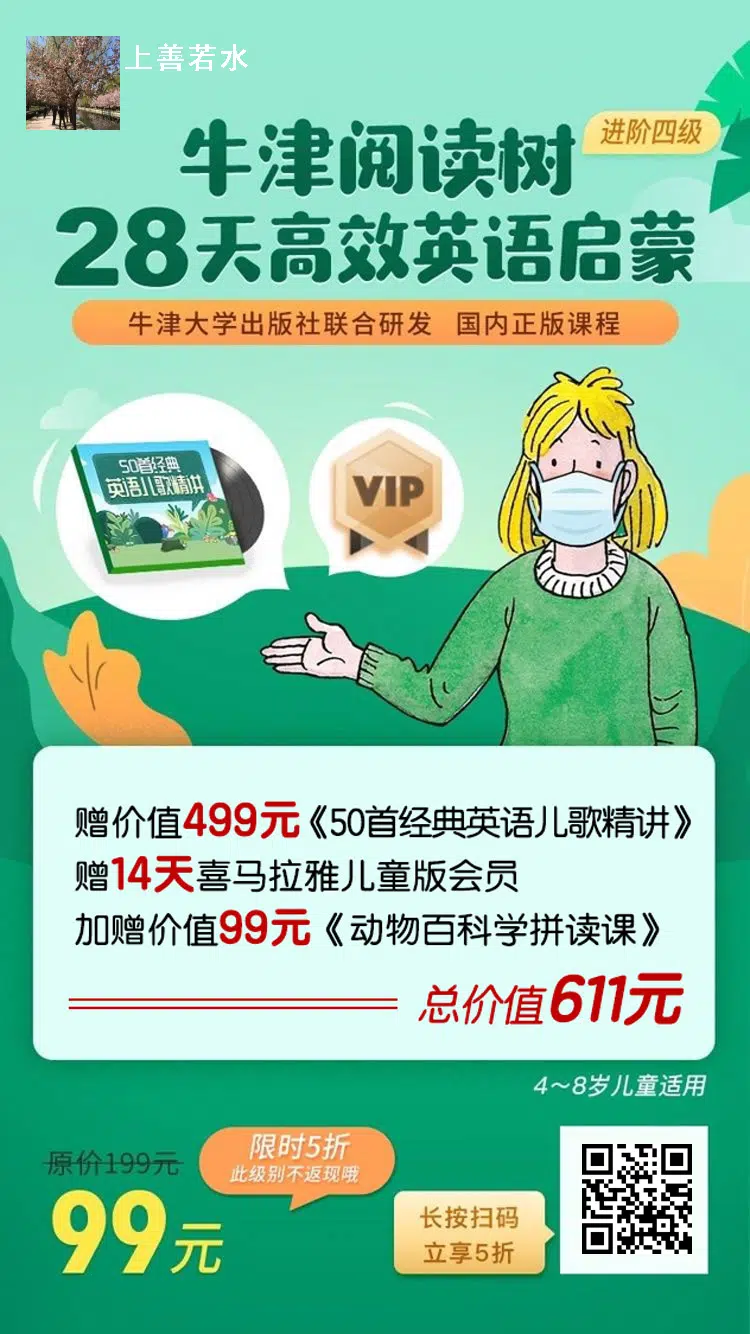 上善若水
进阶四级
牛津阅读树
28天高效英语启蒙
牛津大学出版社联合研发 国内正版课程
50首经典
英语儿歌精讲
VIP
赠价值499元《50首经典英语儿歌精讲》
赠14天喜马拉雅儿童版会员
加赠价值99元《动物百科学拼读课》
总价值611元
4～8岁儿童适用
原价199元
限时5折
此级别不返现哦
99元
长按扫码
立享5折